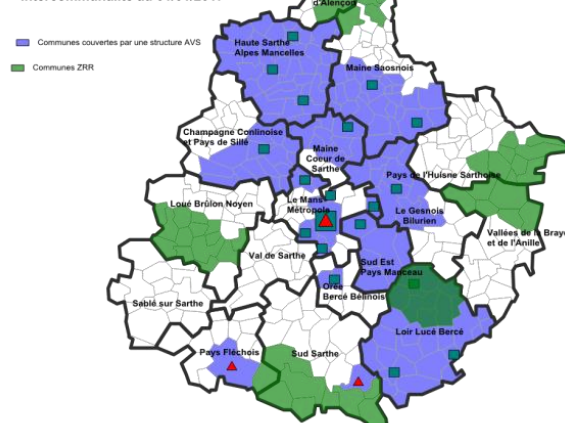 d'Alençon
Communes couvertes par une structure AVS
Communes ZRR
Haute Sarthe
Alpes Mancelles
Maine Saosnois
Champagne Conlinoise
et Pays de Sillé
Maine
Coeur de
Sarthe
Pays de l'Huisne Sarthoise
Loué Brûlon Noyen
Le Mans
Métropole
Le Gesnois
Bilurien
Vallées de la Braye
et de l'Anille
Val de Sarthe
Sud Est
Pays Manceau
Orée
Bercé Bélinois
Sablé sur Sarthe
Loir Lucé Bercé
Pays Fléchois
Sud Sarthe